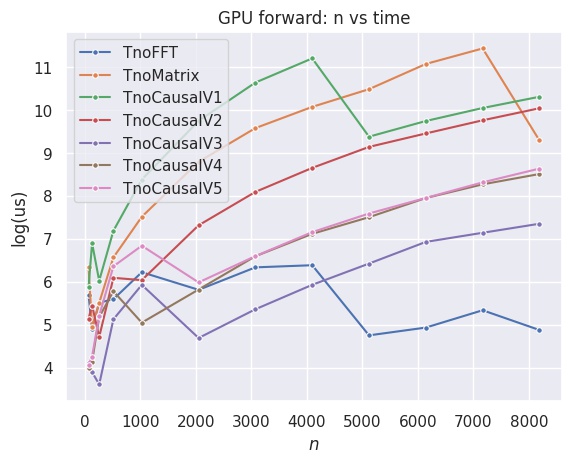 GPU forward: n vs time
log(us)
11
10
9
8
7
6
5
4
TnoFFT
TnoMatrix
TnoCausalV1
TnoCausalV2
TnoCausalV3
TnoCausalV4
TnoCausalV5
0 1000 2000 3000 4000 5000 6000 7000 8000
n